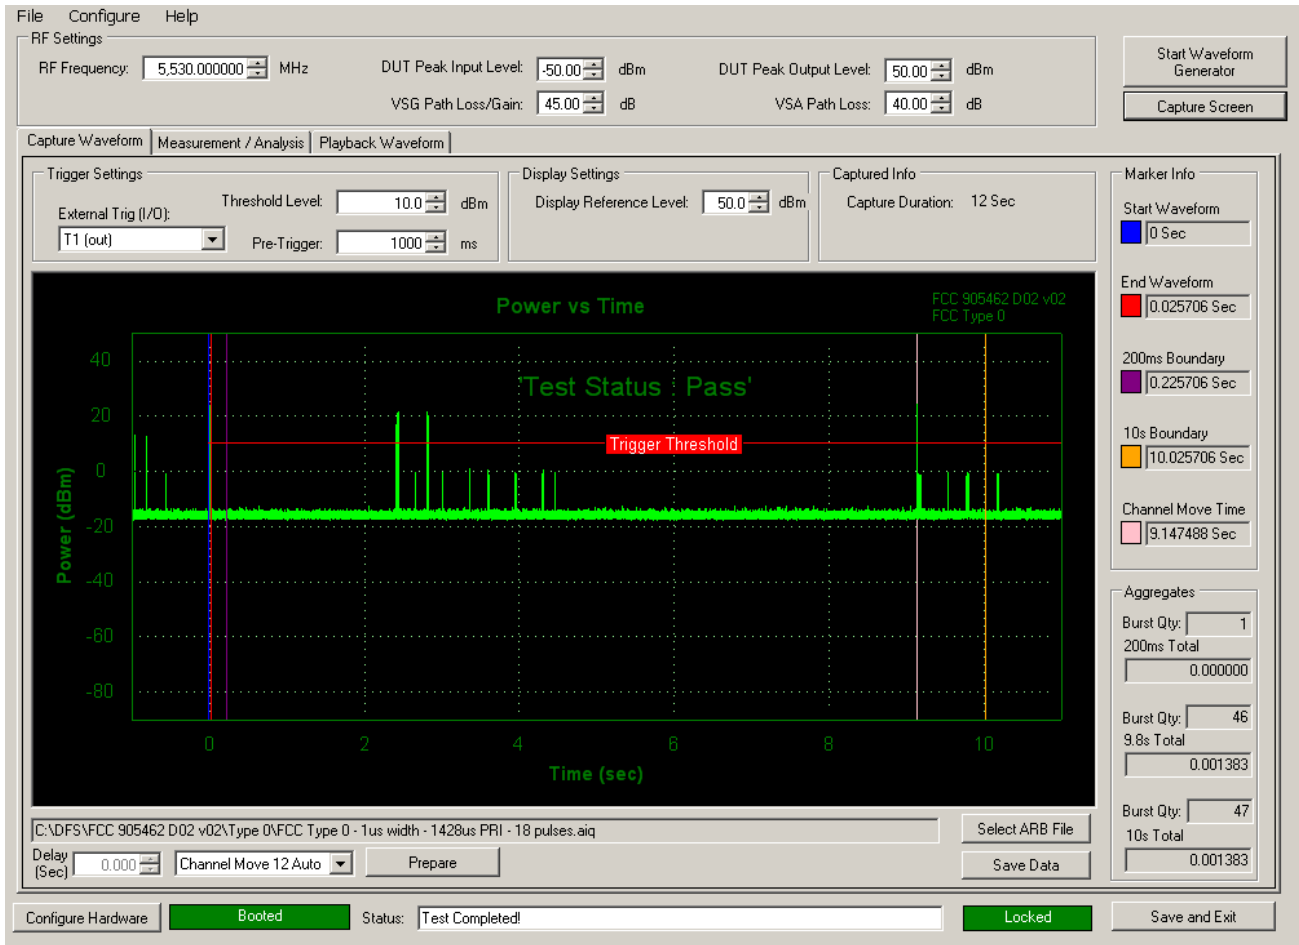 File Configure Help
RF Settings
RF Frequency: 5,530.000000 MHz
DUT Peak Input Level: -50.00 dBm
DUT Peak Output Level: 50.00 dBm
VSG Path Loss/Gain: 45.00 dB
VSA Path Loss: 40.00 dB
Start Waveform Generator
Capture Screen
Capture Waveform Measurement / Analysis Playback Waveform
Trigger Settings
External Trig (I/O):
T1 (out)
Threshold Level: 10.0 dBm
Pre-Trigger: 1000 ms
Display Settings
Display Reference Level: 50.0 dBm
Captured Info
Capture Duration: 12 Sec
Marker Info
Start Waveform
0 Sec
End Waveform
0.025706 Sec
200ms Boundary
0.225706 Sec
10s Boundary
10.025706 Sec
Channel Move Time
9.147488 Sec
Power vs Time
FCC 905462 D02 v02
FCC Type 0
'Test Status : Pass'
Trigger Threshold
Power (dBm)
40
20
0
-20
-40
-60
-80
0 2 4 6 8 10
Time (sec)
Aggregates
Burst Qty: 1
200ms Total
0.000000
Burst Qty: 46
9.8s Total
0.001383
Burst Qty: 47
10s Total
0.001383
C:\DFS\FCC 905462 D02 v02\Type 0\FCC Type 0 - 1us width - 1428us PRI - 18 pulses.aiq
Select ARB File
Delay (Sec) 0.000
Channel Move 12 Auto
Prepare
Save Data
Configure Hardware
Booted
Status: Test Completed!
Locked
Save and Exit